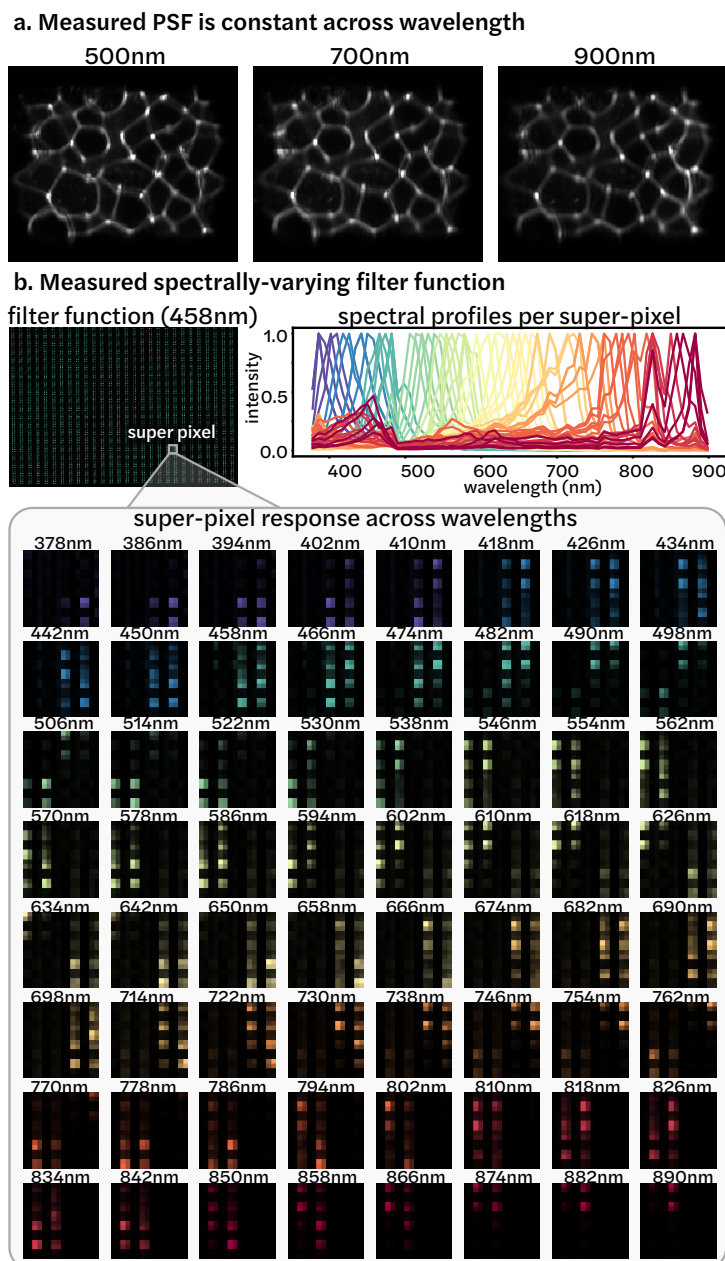 a. Measured PSF is constant across wavelength
500nm 700nm 900nm
b. Measured spectrally-varying filter function
filter function (458nm) spectral profiles per super-pixel
1.0
0.5
0.0
intensity
400 500 600 700 800 900
wavelength (nm)
super pixel
super-pixel response across wavelengths
378nm 386nm 394nm 402nm 410nm 418nm 426nm 434nm
442nm 450nm 458nm 466nm 474nm 482nm 490nm 498nm
506nm 514nm 522nm 530nm 538nm 546nm 554nm 562nm
570nm 578nm 586nm 594nm 602nm 610nm 618nm 626nm
634nm 642nm 650nm 658nm 666nm 674nm 682nm 690nm
698nm 714nm 722nm 730nm 738nm 746nm 754nm 762nm
770nm 778nm 786nm 794nm 802nm 810nm 818nm 826nm
834nm 842nm 850nm 858nm 866nm 874nm 882nm 890nm